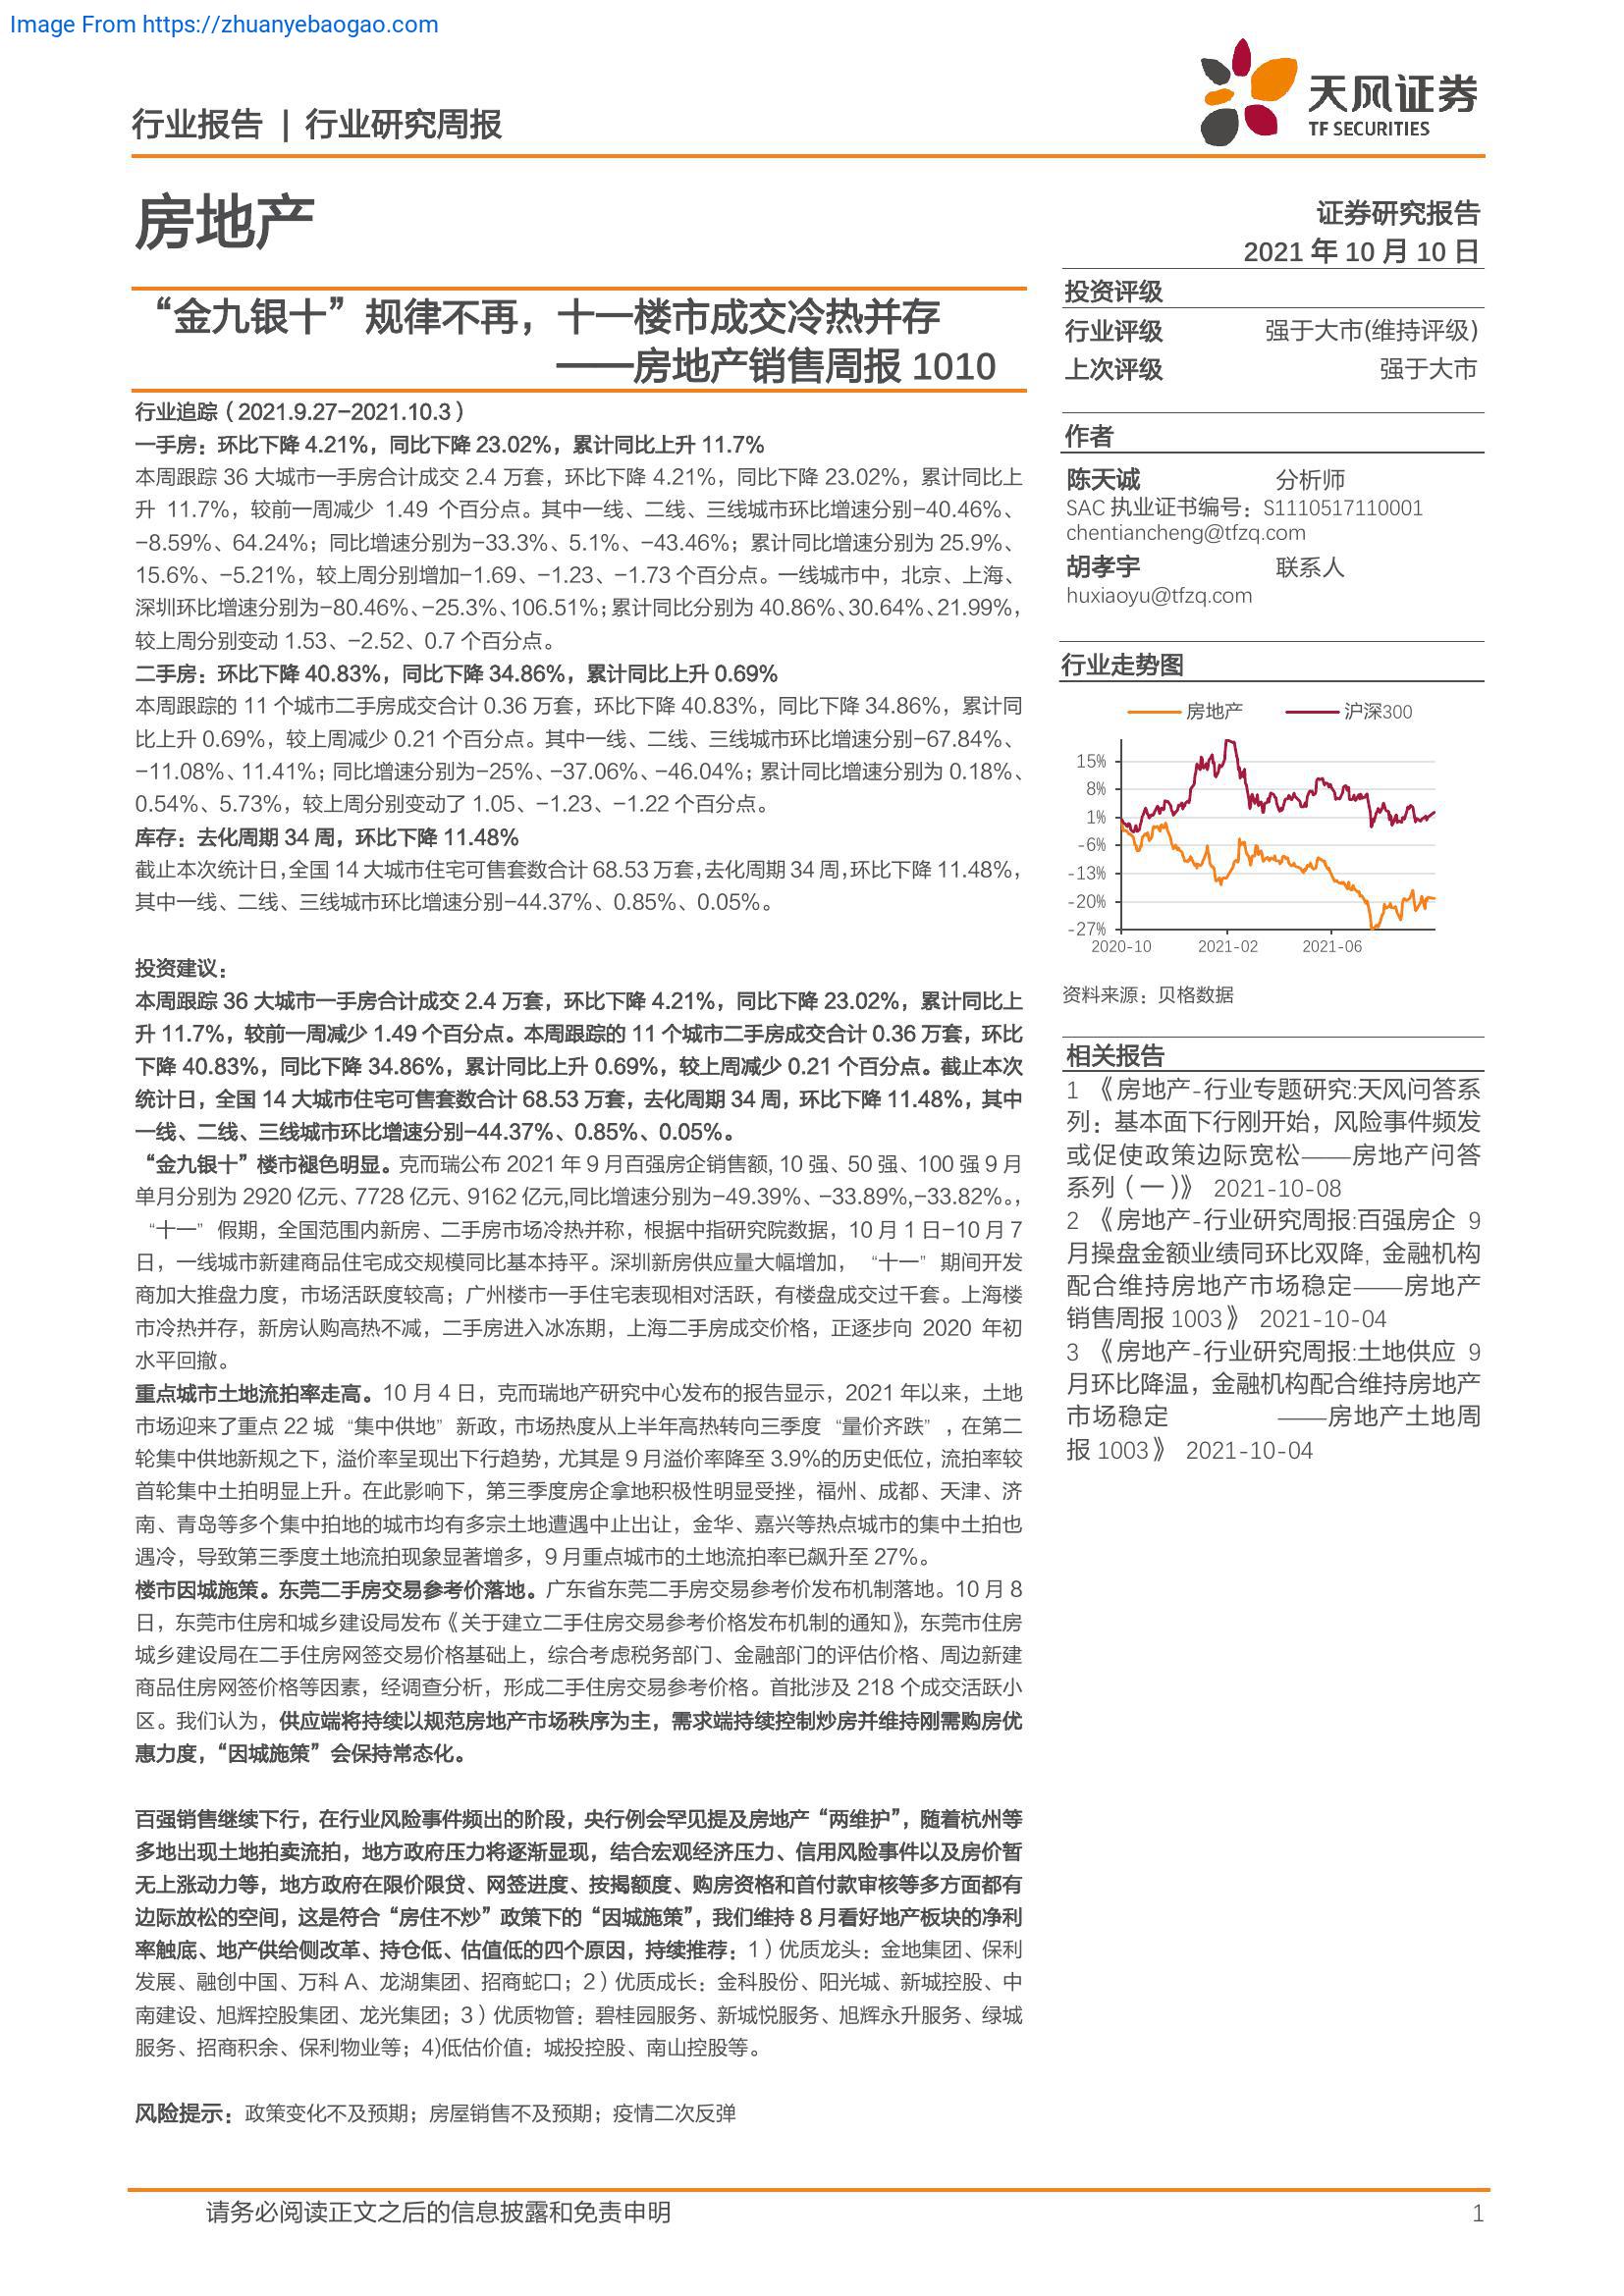 Image From https://zhuanyebaogao.com
行业报告 | 行业研究周报
天风证券
TF SECURITIES
房地产
证券研究报告
2021 年 10 月 10 日
“金九银十”规律不再，十一楼市成交冷热并存
——房地产销售周报 1010
行业追踪（2021.9.27-2021.10.3）
一手房：环比下降 4.21%，同比下降 23.02%，累计同比上升 11.7%
本周跟踪 36 大城市一手房合计成交 2.4 万套，环比下降 4.21%，同比下降 23.02%，累计同比上
升 11.7%，较前一周减少 1.49 个百分点。其中一线、二线、三线城市环比增速分别-40.46%、
-8.59%、64.24%；同比增速分别为-33.3%、5.1%、-43.46%；累计同比增速分别为 25.9%、
15.6%、-5.21%，较上周分别增加-1.69、-1.23、-1.73 个百分点。一线城市中，北京、上海、
深圳环比增速分别为-80.46%、-25.3%、106.51%；累计同比分别为 40.86%、30.64%、21.99%，
较上周分别变动 1.53、-2.52、0.7 个百分点。
二手房：环比下降 40.83%，同比下降 34.86%，累计同比上升 0.69%
本周跟踪的 11 个城市二手房成交合计 0.36 万套，环比下降 40.83%，同比下降 34.86%，累计同
比上升 0.69%，较上周减少 0.21 个百分点。其中一线、二线、三线城市环比增速分别-67.84%、
-11.08%、11.41%；同比增速分别为-25%、-37.06%、-46.04%；累计同比增速分别为 0.18%、
0.54%、5.73%，较上周分别变动了 1.05、-1.23、-1.22 个百分点。
库存：去化周期 34 周，环比下降 11.48%
截止本次统计日，全国 14 大城市住宅可售套数合计 68.53 万套，去化周期 34 周，环比下降 11.48%，
其中一线、二线、三线城市环比增速分别-44.37%、0.85%、0.05%。
投资建议：
本周跟踪 36 大城市一手房合计成交 2.4 万套，环比下降 4.21%，同比下降 23.02%，累计同比上
升 11.7%，较前一周减少 1.49 个百分点。本周跟踪的 11 个城市二手房成交合计 0.36 万套，环比
下降 40.83%，同比下降 34.86%，累计同比上升 0.69%，较上周减少 0.21 个百分点。截止本次
统计日，全国 14 大城市住宅可售套数合计 68.53 万套，去化周期 34 周，环比下降 11.48%，其中
一线、二线、三线城市环比增速分别-44.37%、0.85%、0.05%。
“金九银十”楼市褪色明显。克而瑞公布 2021 年 9 月百强房企销售额, 10 强、50 强、100 强 9 月
单月分别为 2920 亿元、7728 亿元、9162 亿元,同比增速分别为-49.39%、-33.89%,-33.82%。，
“十一”假期，全国范围内新房、二手房市场冷热并称，根据中指研究院数据，10 月 1 日-10 月 7
日，一线城市新建商品住宅成交规模同比基本持平。深圳新房供应量大幅增加，“十一”期间开发
商加大推盘力度，市场活跃度较高；广州楼市一手住宅表现相对活跃，有楼盘成交过千套。上海楼
市冷热并存，新房认购高热不减，二手房进入冰冻期，上海二手房成交价格，正逐步向 2020 年初
水平回撤。
重点城市土地流拍率走高。10 月 4 日，克而瑞地产研究中心发布的报告显示，2021 年以来，土地
市场迎来了重点 22 城“集中供地”新政，市场热度从上半年高热转向三季度“量价齐跌”，在第二
轮集中供地新规之下，溢价率呈现出下行趋势，尤其是 9 月溢价率降至 3.9%的历史低位，流拍率较
首轮集中土拍明显上升。在此影响下，第三季度房企拿地积极性明显受挫，福州、成都、天津、济
南、青岛等多个集中拍地的城市均有多宗土地遭遇中止出让，金华、嘉兴等热点城市的集中土拍也
遇冷，导致第三季度土地流拍现象显著增多，9 月重点城市的土地流拍率已飙升至 27%。
楼市因城施策。东莞二手房交易参考价落地。广东省东莞二手房交易参考价发布机制落地。10 月 8
日，东莞市住房和城乡建设局发布《关于建立二手住房交易参考价格发布机制的通知》，东莞市住房
城乡建设局在二手住房网签交易价格基础上，综合考虑税务部门、金融部门的评估价格、周边新建
商品住房网签价格等因素，经调查分析，形成二手住房交易参考价格。首批涉及 218 个成交活跃小
区。我们认为，供应端将持续以规范房地产市场秩序为主，需求端持续控制炒房并维持刚需购房优
惠力度，“因城施策”会保持常态化。
百强销售继续下行，在行业风险事件频出的阶段，央行例会罕见提及房地产“两维护”，随着杭州等
多地出现土地拍卖流拍，地方政府压力将逐渐显现，结合宏观经济压力、信用风险事件以及房价暂
无上涨动力等，地方政府在限价限贷、网签进度、按揭额度、购房资格和首付款审核等多方面都有
边际放松的空间，这是符合“房住不炒”政策下的“因城施策”，我们维持 8 月看好地产板块的净利
率触底、地产供给侧改革、持仓低、估值低的四个原因，持续推荐：1）优质龙头：金地集团、保利
发展、融创中国、万科 A、龙湖集团、招商蛇口；2）优质成长：金科股份、阳光城、新城控股、中
南建设、旭辉控股集团、龙光集团；3）优质物管：碧桂园服务、新城悦服务、旭辉永升服务、绿城
服务、招商积余、保利物业等；4)低估价值：城投控股、南山控股等。
风险提示：政策变化不及预期；房屋销售不及预期；疫情二次反弹
投资评级
行业评级 强于大市(维持评级)
上次评级 强于大市
作者
陈天诚 分析师
SAC 执业证书编号：S1110517110001
chentiancheng@tfzq.com
胡孝宇 联系人
huxiaoyu@tfzq.com
行业走势图
房地产 沪深300
15%
8%
1%
-6%
-13%
-20%
-27%
2020-10 2021-02 2021-06
资料来源：贝格数据
相关报告
1 《房地产-行业专题研究:天风问答系
列：基本面下行刚开始，风险事件频发
或促使政策边际宽松——房地产问答
系列（一）》 2021-10-08
2 《房地产-行业研究周报:百强房企 9
月操盘金额业绩同环比双降, 金融机构
配合维持房地产市场稳定——房地产
销售周报 1003》 2021-10-04
3 《房地产-行业研究周报:土地供应 9
月环比降温，金融机构配合维持房地产
市场稳定 ——房地产土地周
报 1003》 2021-10-04
请务必阅读正文之后的信息披露和免责申明 1